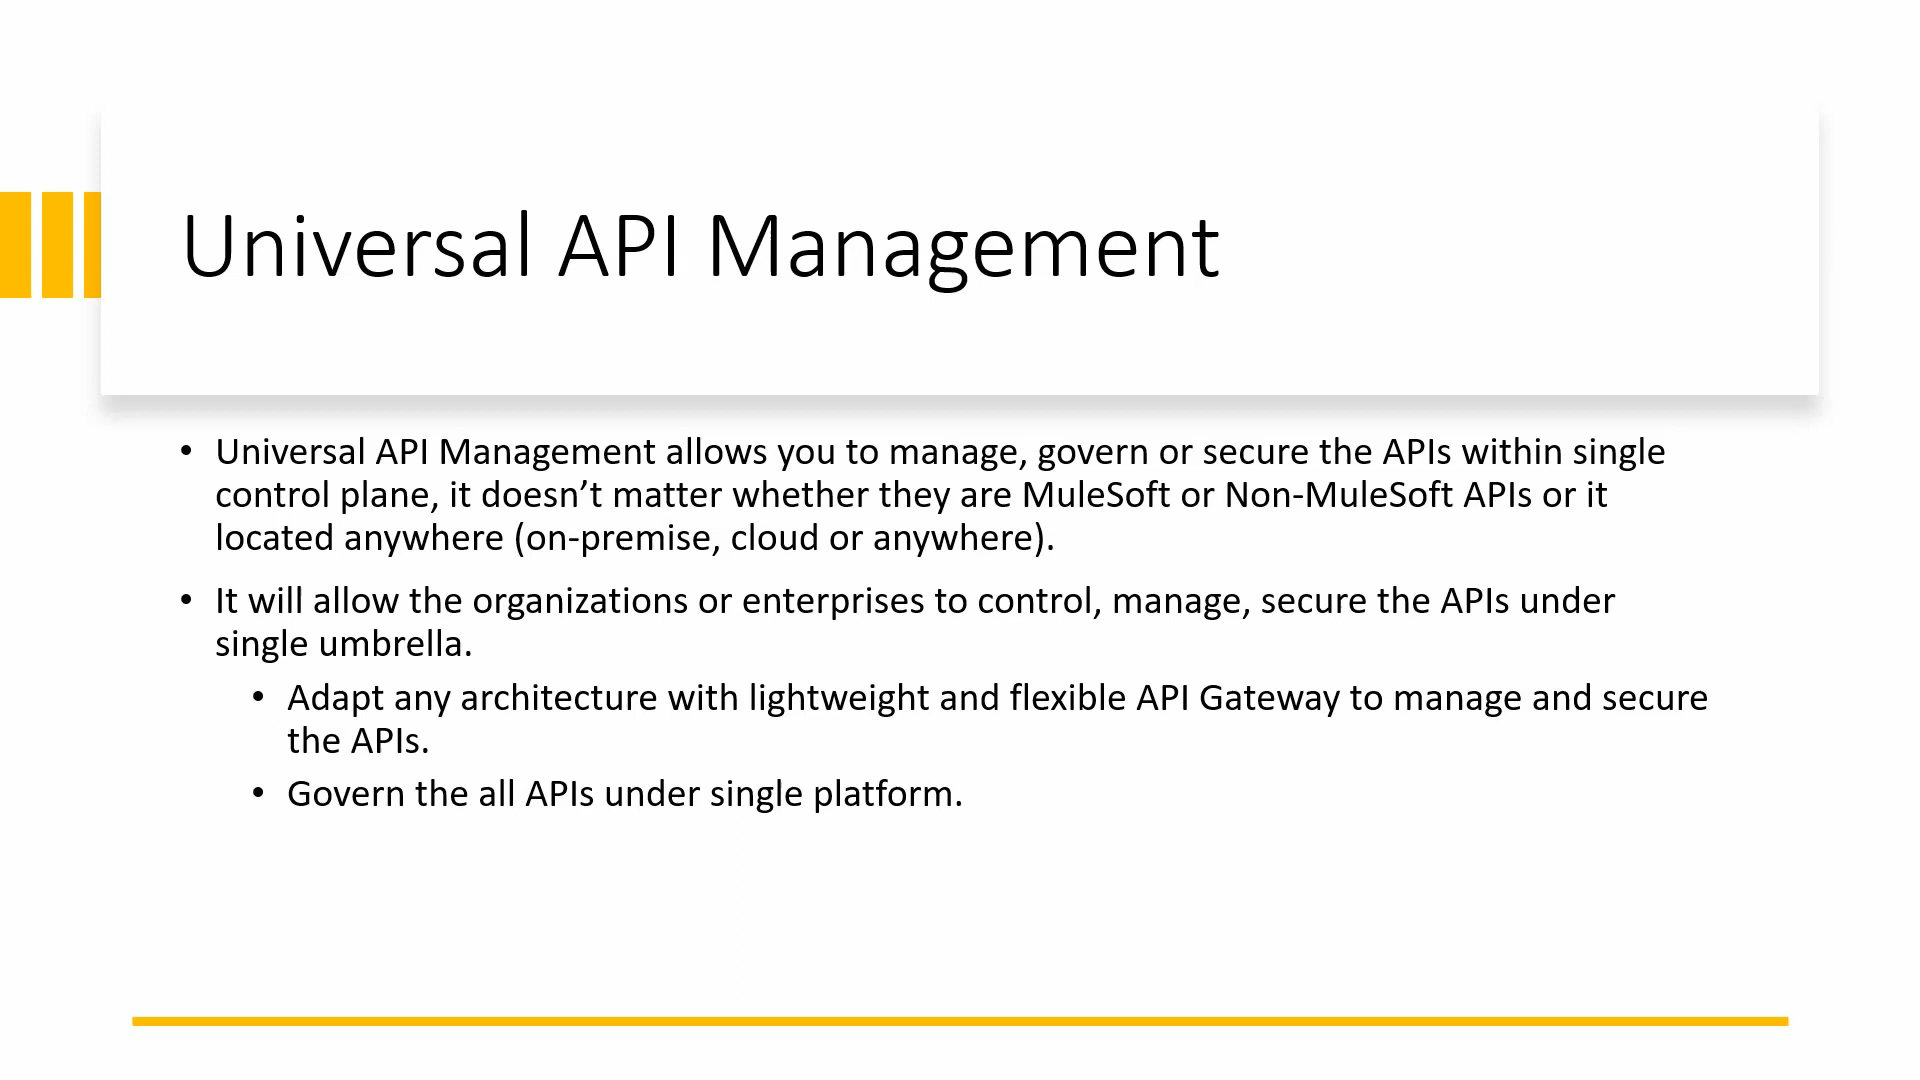 Universal API Management
• Universal API Management allows you to manage, govern or secure the APIs within single
control plane, it doesn’t matter whether they are MuleSoft or Non-MuleSoft APIs or it
located anywhere (on-premise, cloud or anywhere).
• It will allow the organizations or enterprises to control, manage, secure the APIs under
single umbrella.
• Adapt any architecture with lightweight and flexible API Gateway to manage and secure
the APIs.
• Govern the all APIs under single platform.